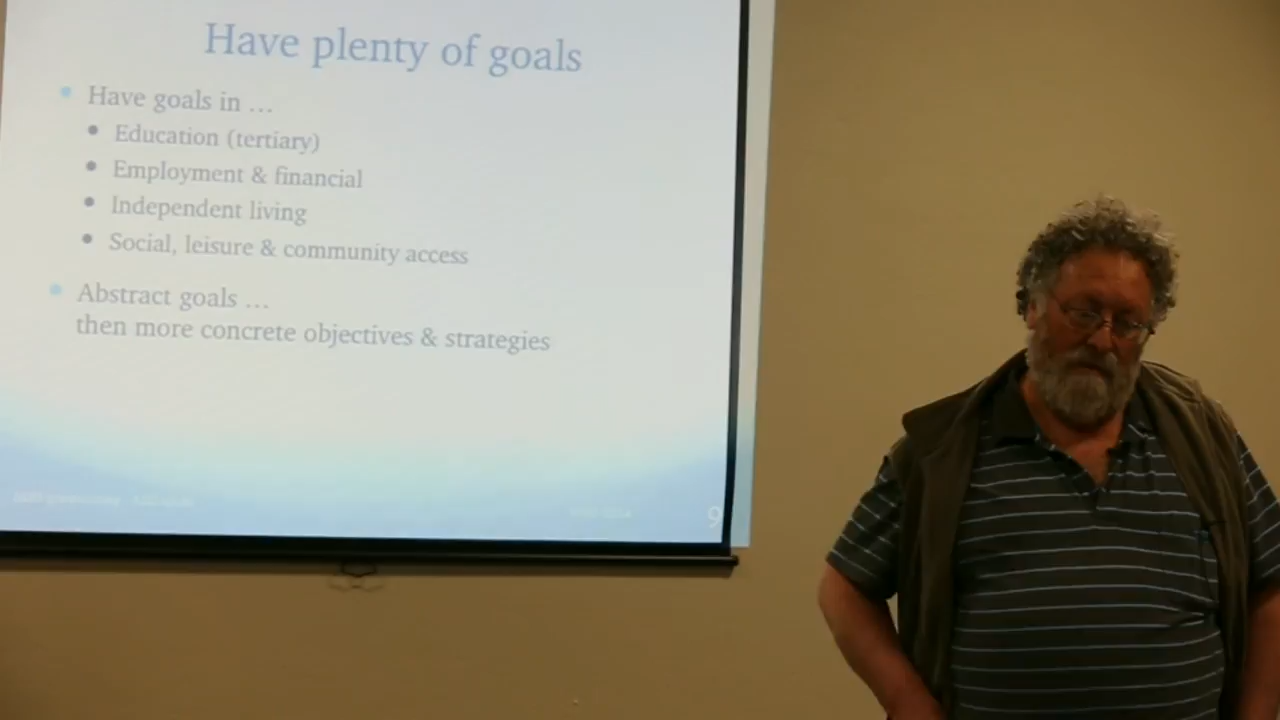 Have plenty of goals
Have goals in ...
Education (tertiary)
Employment & financial
Independent living
Social, leisure & community access
Abstract goals ...
then more concrete objectives & strategies
9